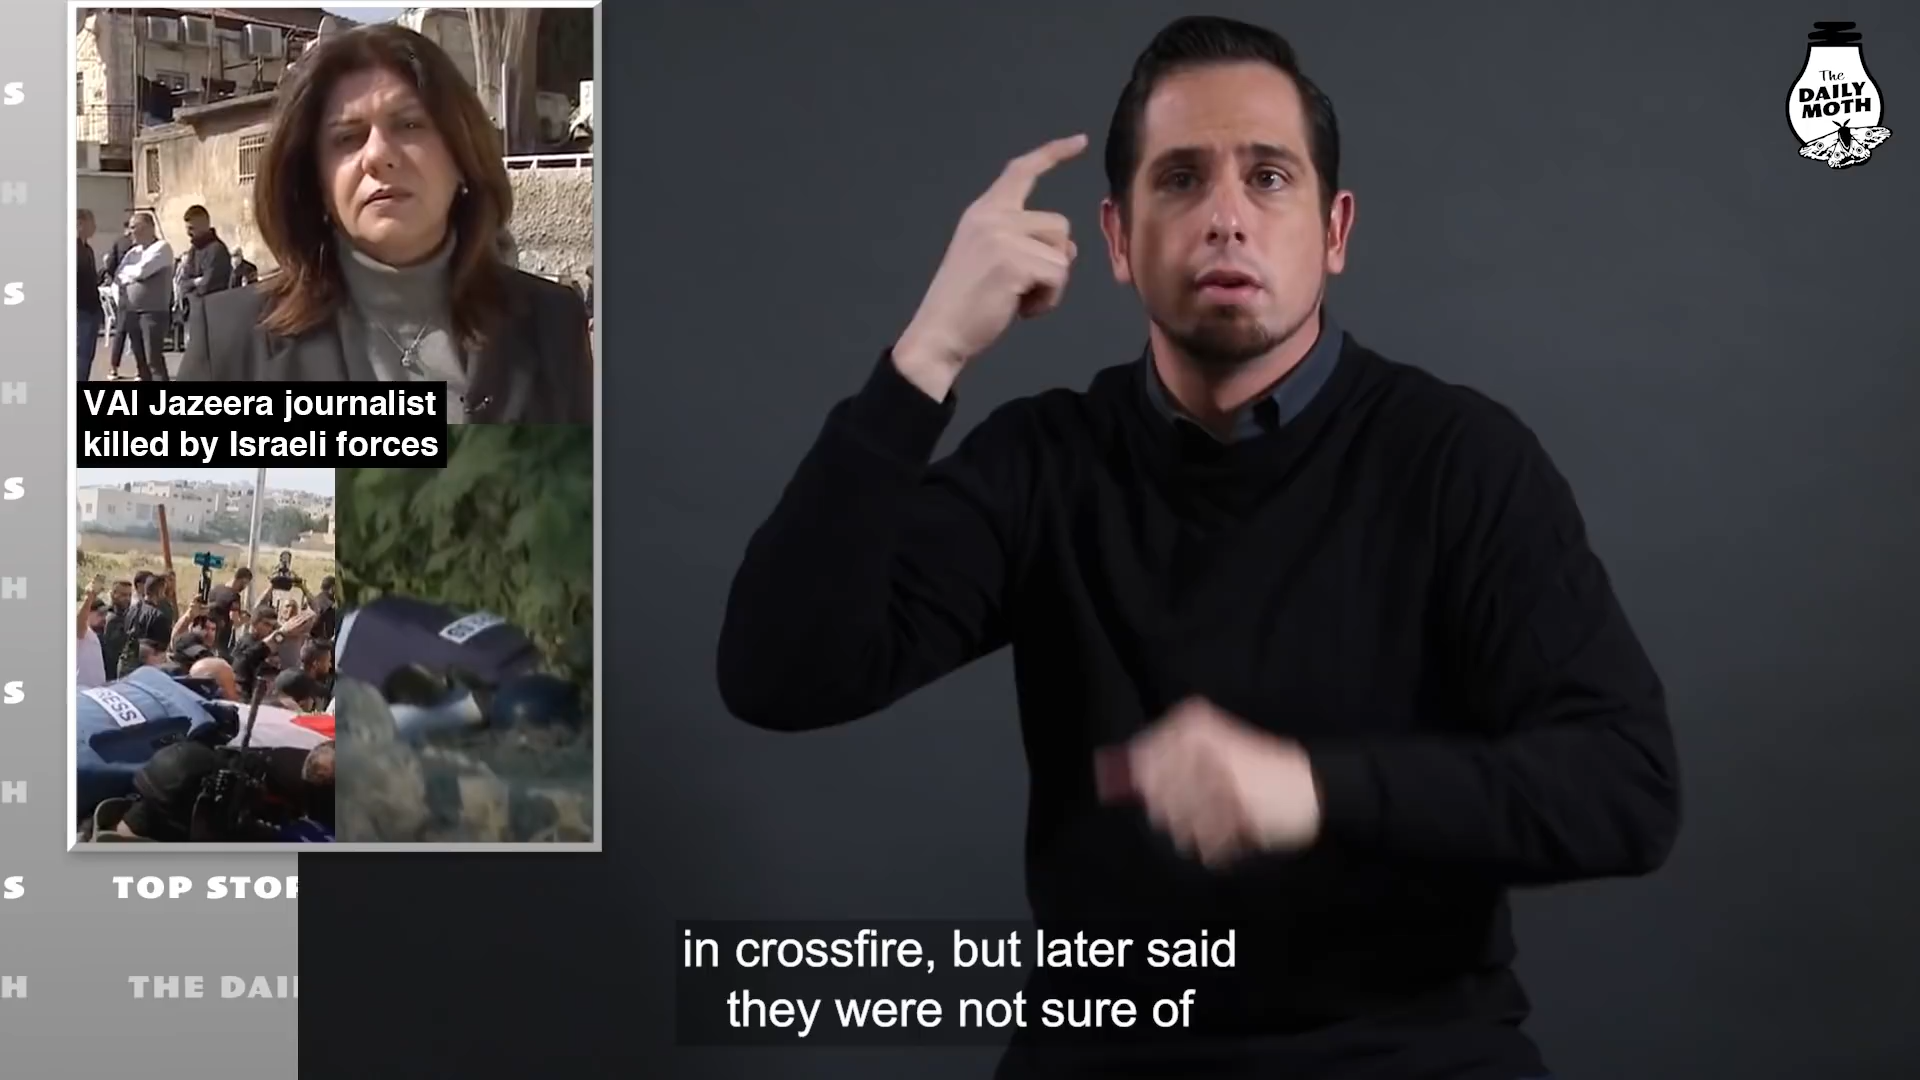 The
DAILY
MOTH
S
H
S
H
S
H
S
H
S
H
VAl Jazeera journalist
killed by Israeli forces
RESS
TOP STOR
THE DAI
in crossfire, but later said
they were not sure of